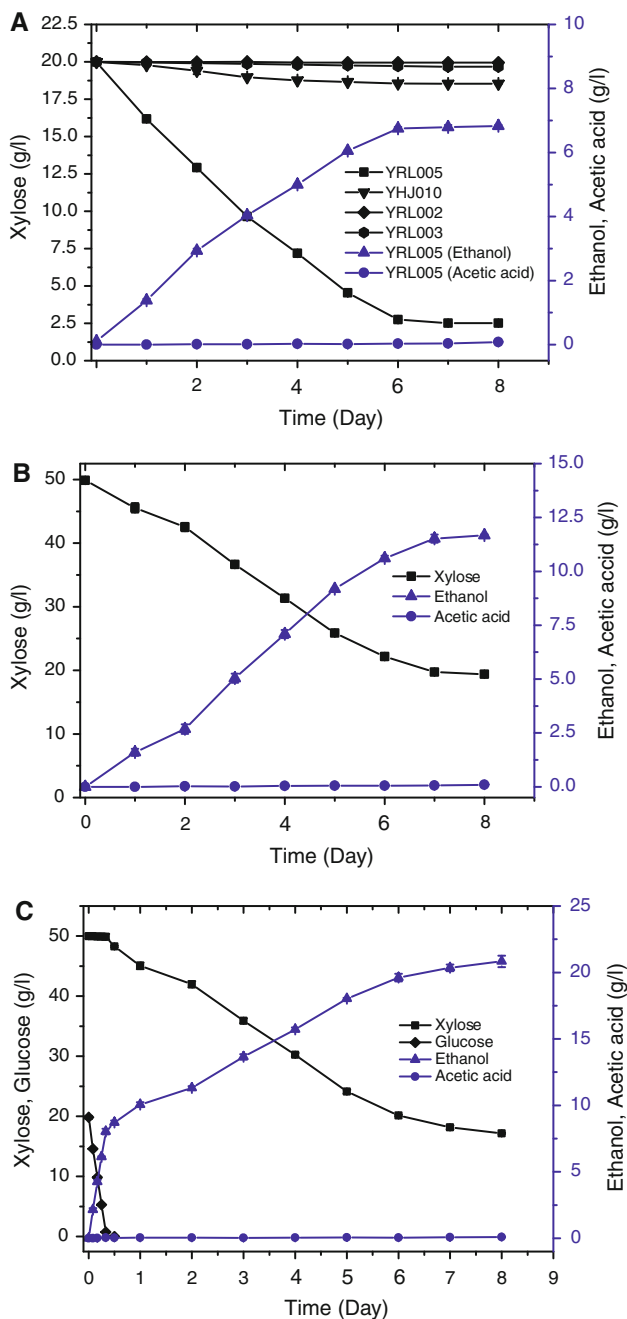 A
22.5
20.0
17.5
15.0
12.5
10.0
7.5
5.0
2.5
0.0
Xylose (g/l)
10
8
6
4
2
0
Ethanol, Acetic acid (g/l)
YRL005
YHJ010
YRL002
YRL003
YRL005 (Ethanol)
YRL005 (Acetic acid)
0 2 4 6 8
Time (Day)
B
50
40
30
20
10
0
Xylose (g/l)
15.0
12.5
10.0
7.5
5.0
2.5
0.0
Ethanol, Acetic accid (g/l)
Xylose
Ethanol
Acetic acid
0 2 4 6 8
Time (Day)
C
50
40
30
20
10
0
Xylose, Glucose (g/l)
25
20
15
10
5
0
Ethanol, Acetic acid (g/l)
Xylose
Glucose
Ethanol
Acetic acid
0 1 2 3 4 5 6 7 8 9
Time (Day)